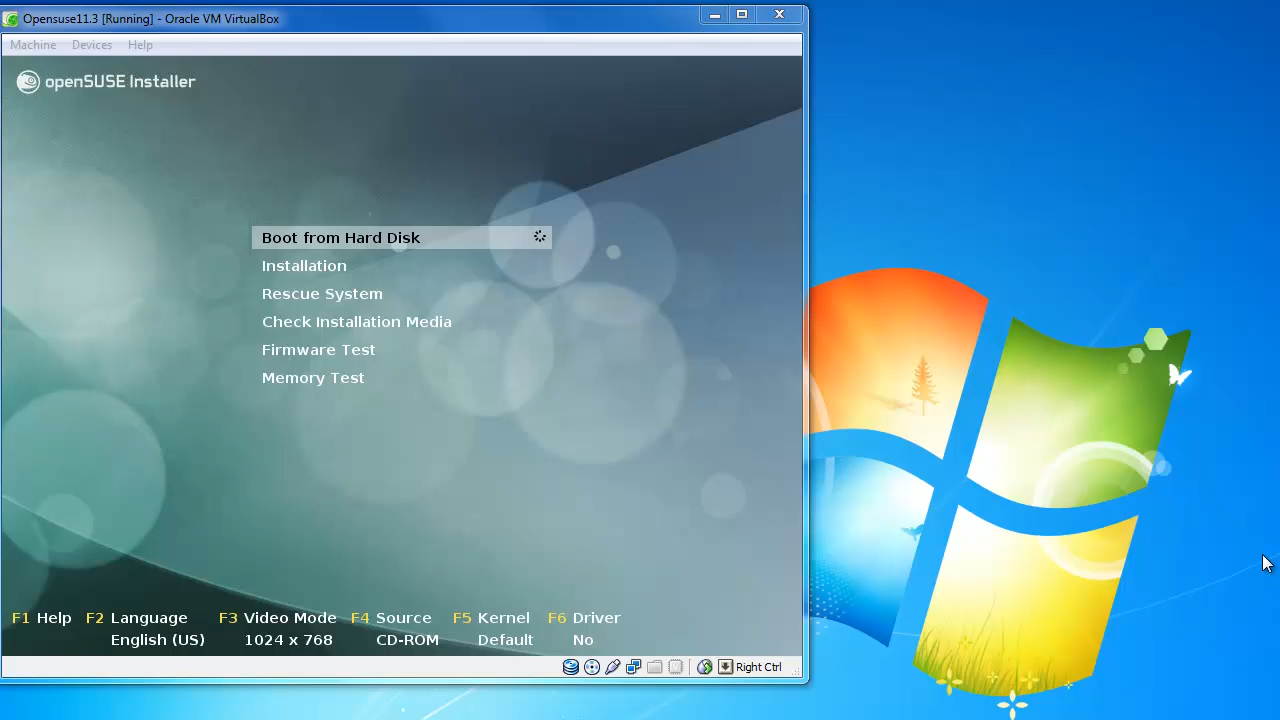 Opensuse11.3 [Running] - Oracle VM VirtualBox
Machine Devices Help
openSUSE Installer
Boot from Hard Disk
Installation
Rescue System
Check Installation Media
Firmware Test
Memory Test
F1 Help F2 Language F3 Video Mode F4 Source F5 Kernel F6 Driver
English (US) 1024 x 768 CD-ROM Default No
Right Ctrl